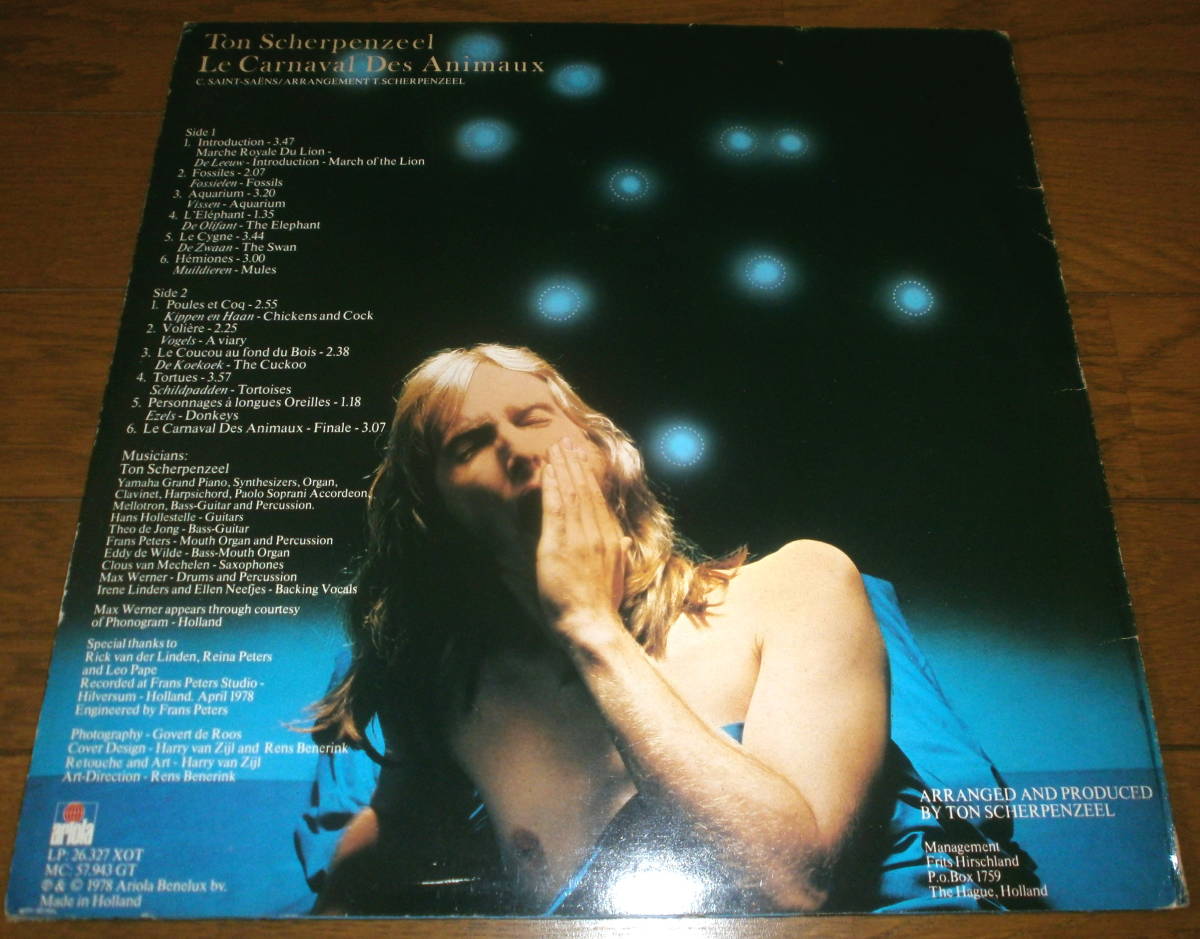 Ton Scherpenzeel
Le Carnaval Des Animaux
C. SAINT-SAËNS/ARRANGEMENT T. SCHERPENZEEL
Side 1
1. Introduction - 3.47
Marche Royale Du Lion -
De Leeuw - Introduction - March of the Lion
2. Fossiles - 2.07
Fossielen - Fossils
3. Aquarium - 3.20
Vissen - Aquarium
4. L'Eléphant - 1.35
De Olifant - The Elephant
5. Le Cygne - 3.44
De Zwaan - The Swan
6. Hémiones - 3.00
Muildieren - Mules
Side 2
1. Poules et Coq - 2.55
Kippen en Haan - Chickens and Cock
2. Volière - 2.25
Vogels - A viary
3. Le Coucou au fond du Bois - 2.38
De Koekoek - The Cuckoo
4. Tortues - 3.57
Schildpadden - Tortoises
5. Personnages à longues Oreilles - 1.18
Ezels - Donkeys
6. Le Carnaval Des Animaux - Finale - 3.07
Musicians:
Ton Scherpenzeel
Yamaha Grand Piano, Synthesizers, Organ,
Clavinet, Harpsichord, Paolo Soprani Accordeon,
Mellotron, Bass-Guitar and Percussion.
Hans Hollestelle - Guitars
Theo de Jong - Bass-Guitar
Frans Peters - Mouth Organ and Percussion
Eddy de Wilde - Bass-Mouth Organ
Clous van Mechelen - Saxophones
Max Werner - Drums and Percussion
Irene Linders and Ellen Neefjes - Backing Vocals
Max Werner appears through courtesy
of Phonogram - Holland
Special thanks to
Rick van der Linden, Reina Peters
and Leo Pape
Recorded at Frans Peters Studio -
Hilversum - Holland. April 1978
Engineered by Frans Peters
Photography - Govert de Roos
Cover Design - Harry van Zijl and Rens Benerink
Retouche and Art - Harry van Zijl
Art-Direction - Rens Benerink
ariola
LP: 26.327 XOT
MC: 57.943 GT
℗ & © 1978 Ariola Benelux bv.
Made in Holland
ARRANGED AND PRODUCED
BY TON SCHERPENZEEL
Management
Frits Hirschland
P.o.Box 1759
The Hague, Holland